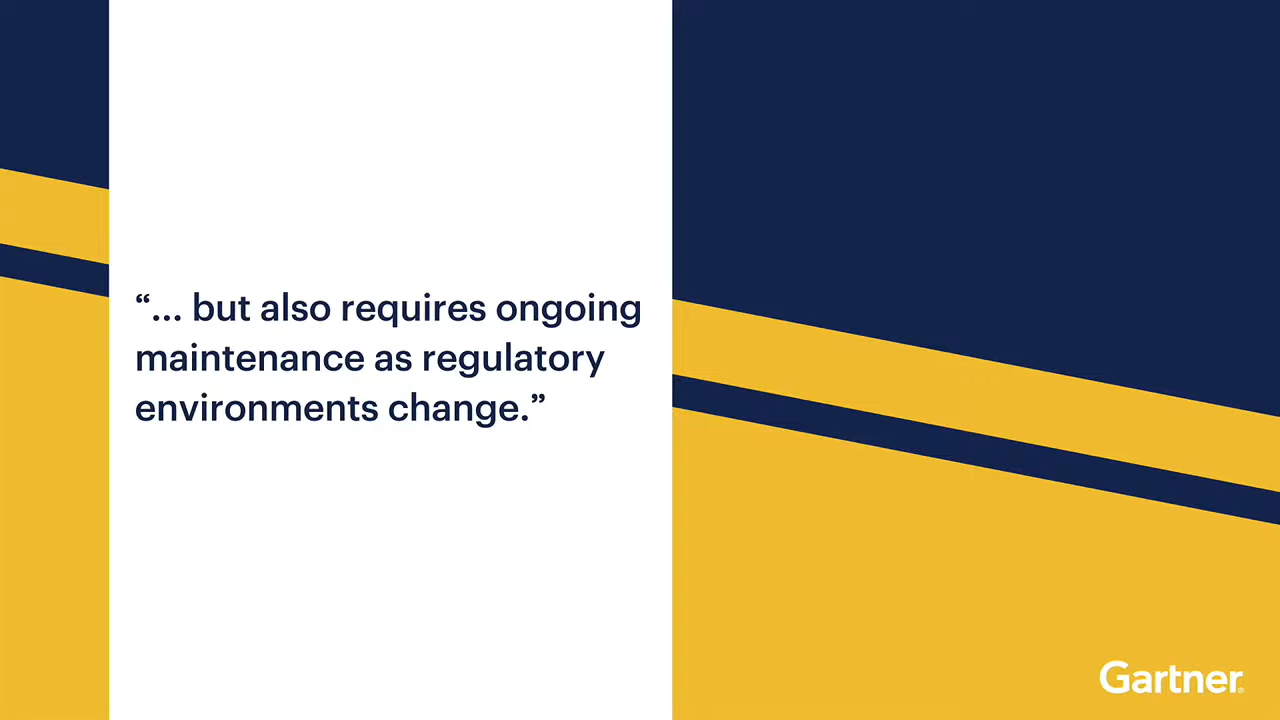 “... but also requires ongoing
maintenance as regulatory
environments change.”
Gartner®